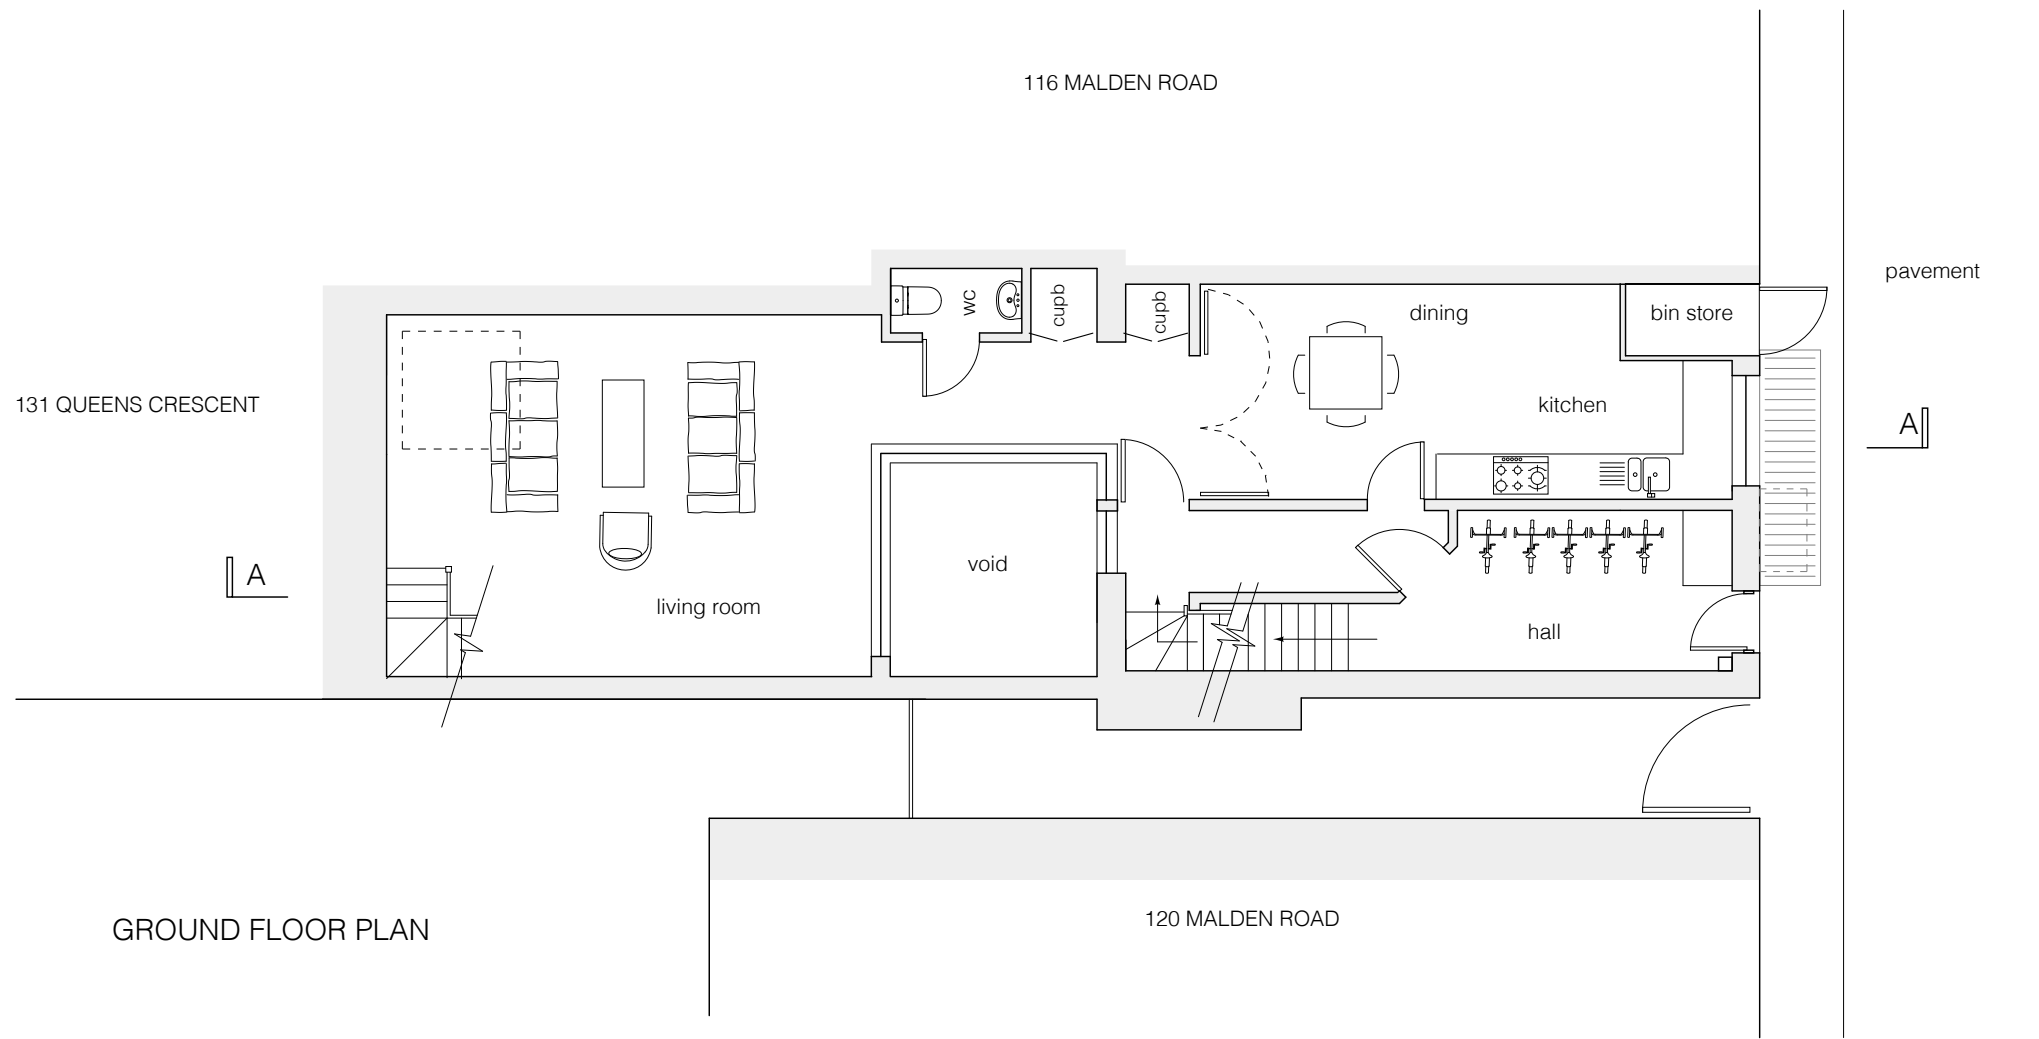 116 MALDEN ROAD
pavement
wc
cupb
cupb
dining
bin store
131 QUEENS CRESCENT
kitchen
A
A
void
living room
hall
120 MALDEN ROAD
GROUND FLOOR PLAN